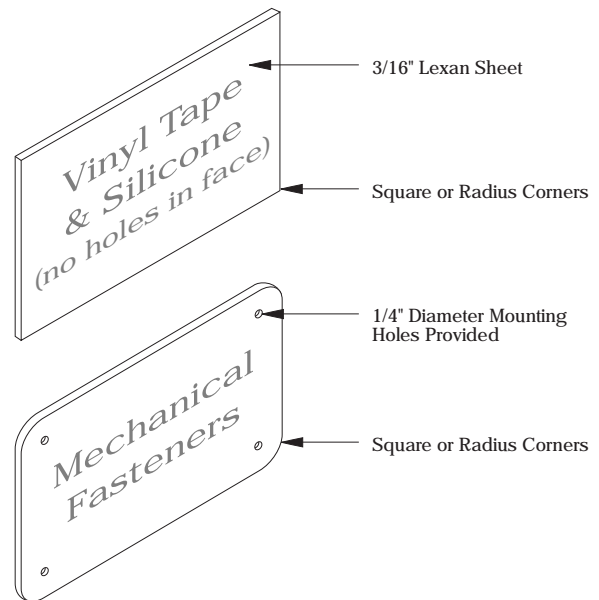 3/16" Lexan Sheet
Vinyl Tape
& Silicone
(no holes in face)
Square or Radius Corners
1/4" Diameter Mounting
Holes Provided
Mechanical
Fasteners
Square or Radius Corners